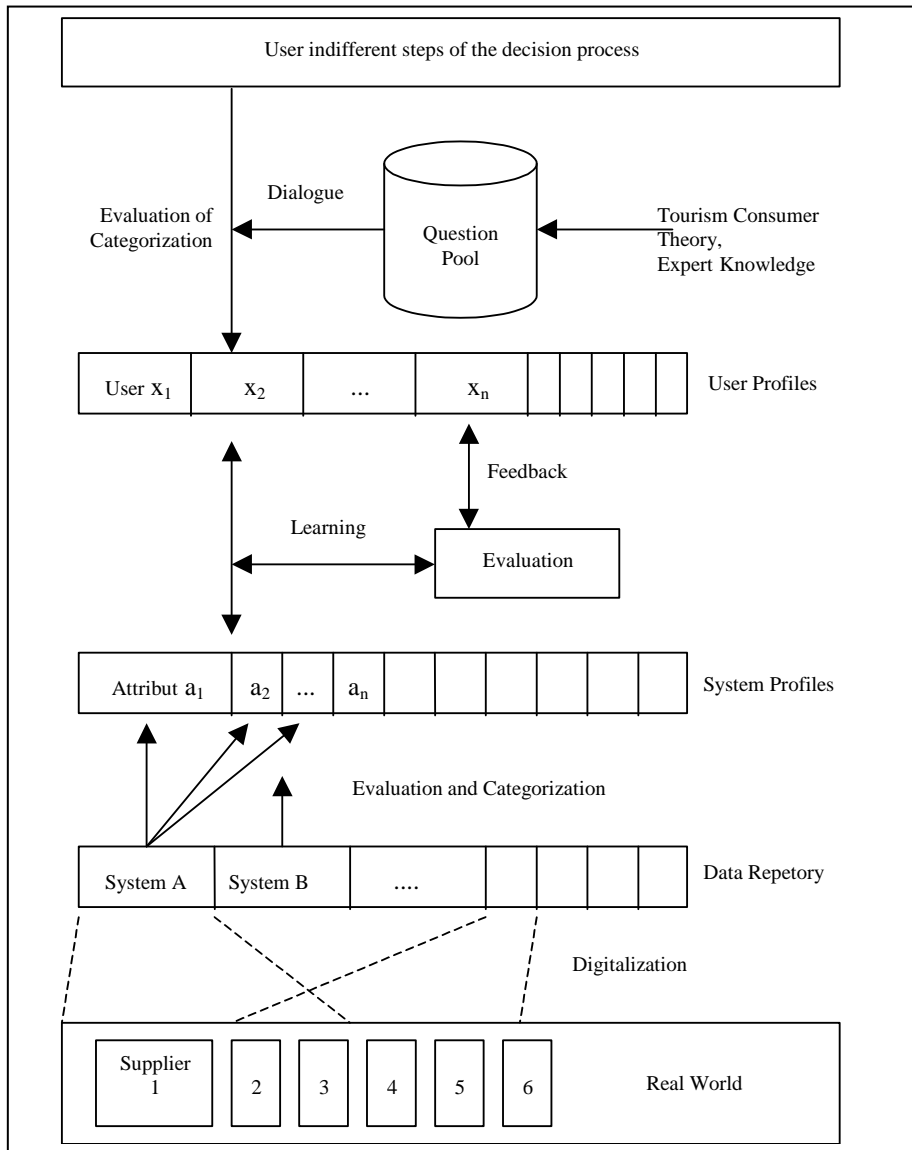 User indifferent steps of the decision process
Dialogue
Evaluation of
Categorization
Question
Pool
Tourism Consumer
Theory,
Expert Knowledge
User x1
x2
...
xn
User Profiles
Feedback
Learning
Evaluation
Attribut a1
a2
...
an
System Profiles
Evaluation and Categorization
System A
System B
....
Data Repetory
Digitalization
Supplier
1
2
3
4
5
6
Real World